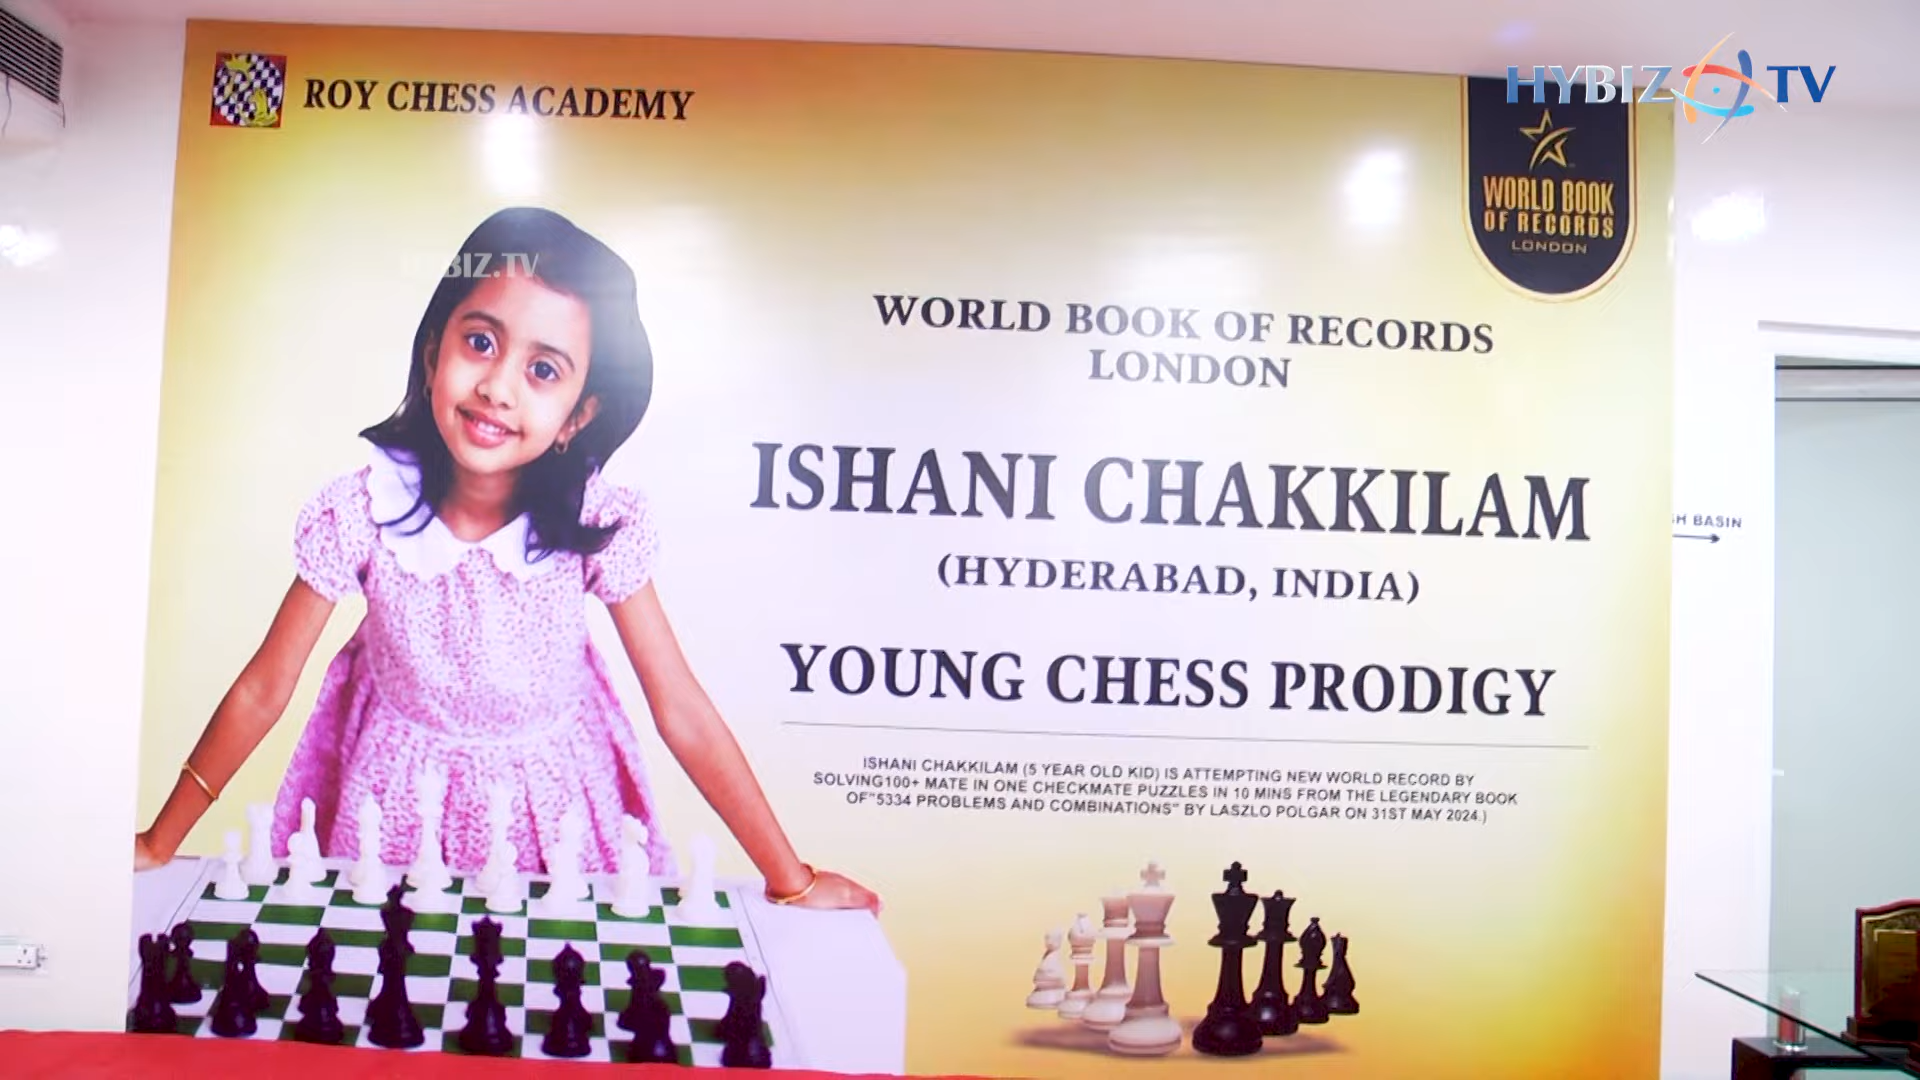 ROY CHESS ACADEMY
HYBIZ TV
WORLD BOOK
OF RECORDS
LONDON
BIZ.TV
WORLD BOOK OF RECORDS
LONDON
ISHANI CHAKKILAM
(HYDERABAD, INDIA)
YOUNG CHESS PRODIGY
ISHANI CHAKKILAM (5 YEAR OLD KID) IS ATTEMPTING NEW WORLD RECORD BY
SOLVING100+ MATE IN ONE CHECKMATE PUZZLES IN 10 MINS FROM THE LEGENDARY BOOK
OF"5334 PROBLEMS AND COMBINATIONS" BY LASZLO POLGAR ON 31ST MAY 2024.)
BASIN